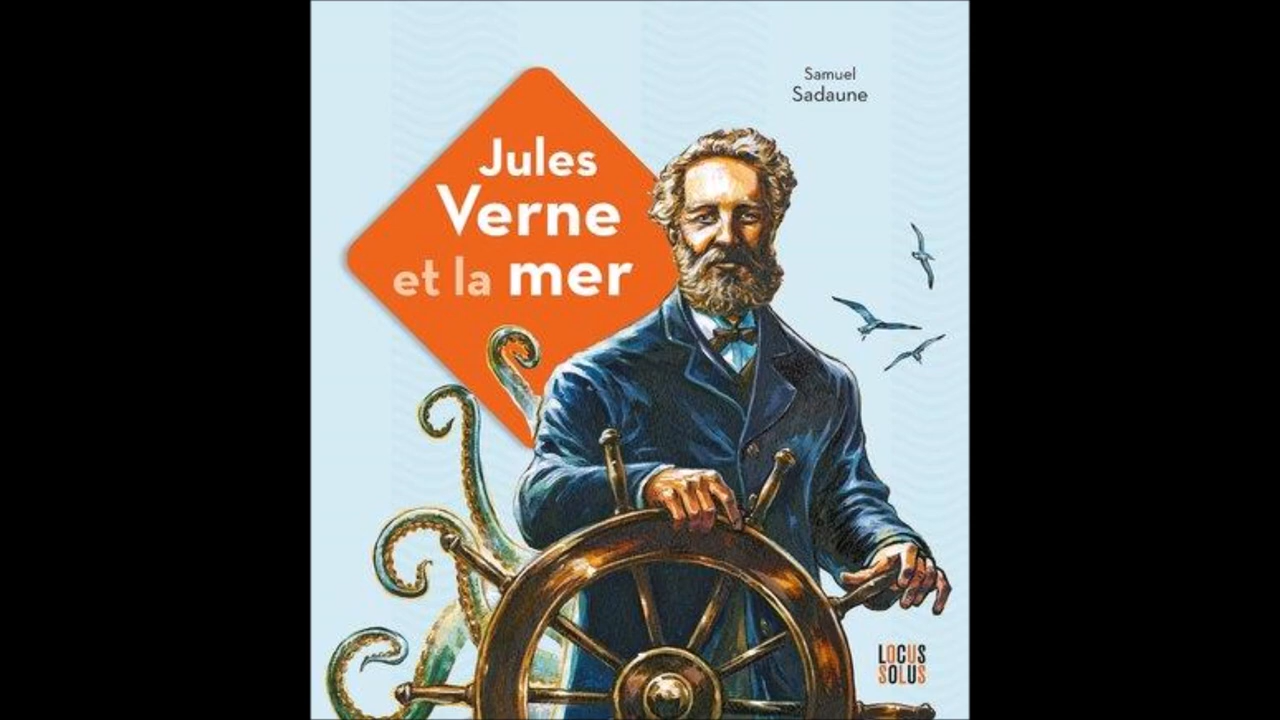 Samuel
Sadaune
Jules
Verne
et la mer
LOCUS
SOLUS